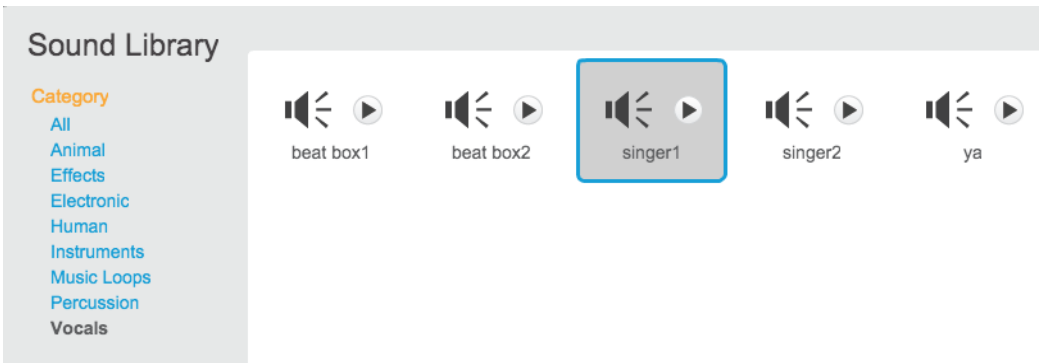 Sound Library
Category
All
Animal
Effects
Electronic
Human
Instruments
Music Loops
Percussion
Vocals
beat box1 beat box2 singer1 singer2 ya